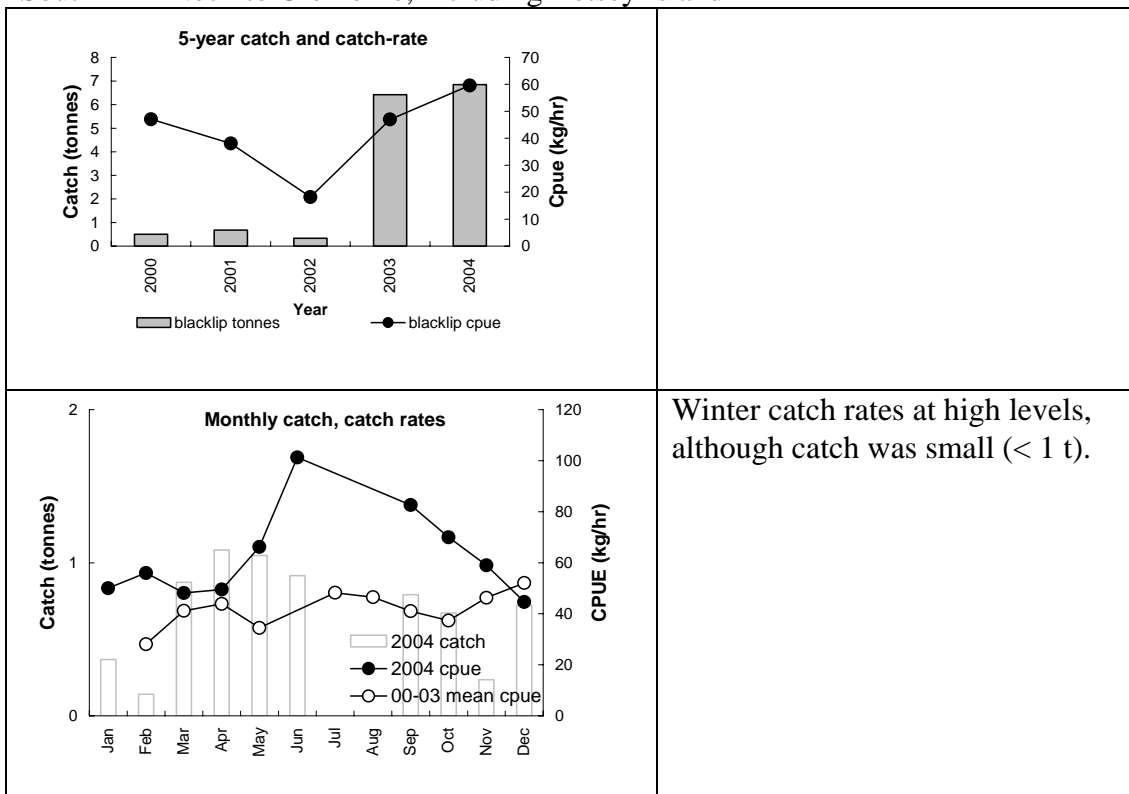 5-year catch and catch-rate
8
7
6
5
4
3
2
1
0
Catch (tonnes)
70
60
50
40
30
20
10
0
Cpue (kg/hr)
2000
2001
2002
2003
2004
Year
blacklip tonnes
blacklip cpue
Monthly catch, catch rates
2
1
0
Catch (tonnes)
120
100
80
60
40
20
0
CPUE (kg/hr)
2004 catch
2004 cpue
00-03 mean cpue
Jan
Feb
Mar
Apr
May
Jun
Jul
Aug
Sep
Oct
Nov
Dec
Winter catch rates at high levels,
although catch was small (< 1 t).